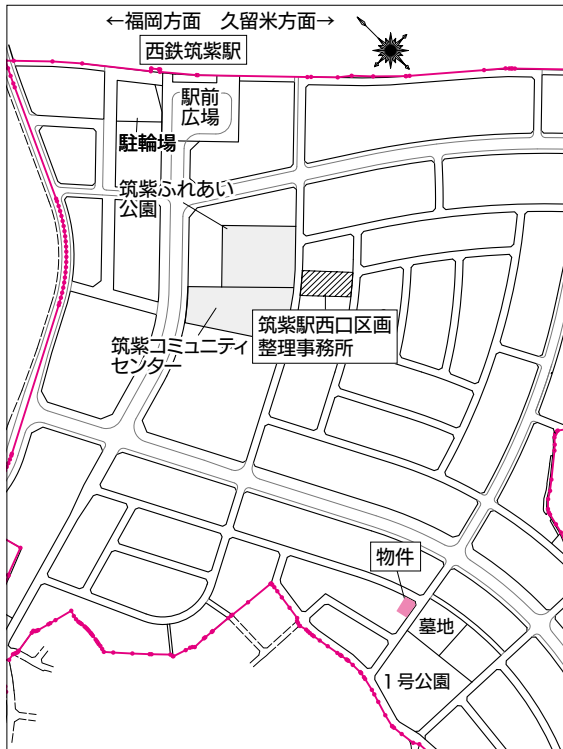 ←福岡方面 久留米方面→
西鉄筑紫駅
駅前
広場
駐輪場
筑紫ふれあい
公園
筑紫駅西口区画
整理事務所
筑紫コミュニティ
センター
物件
墓地
1号公園